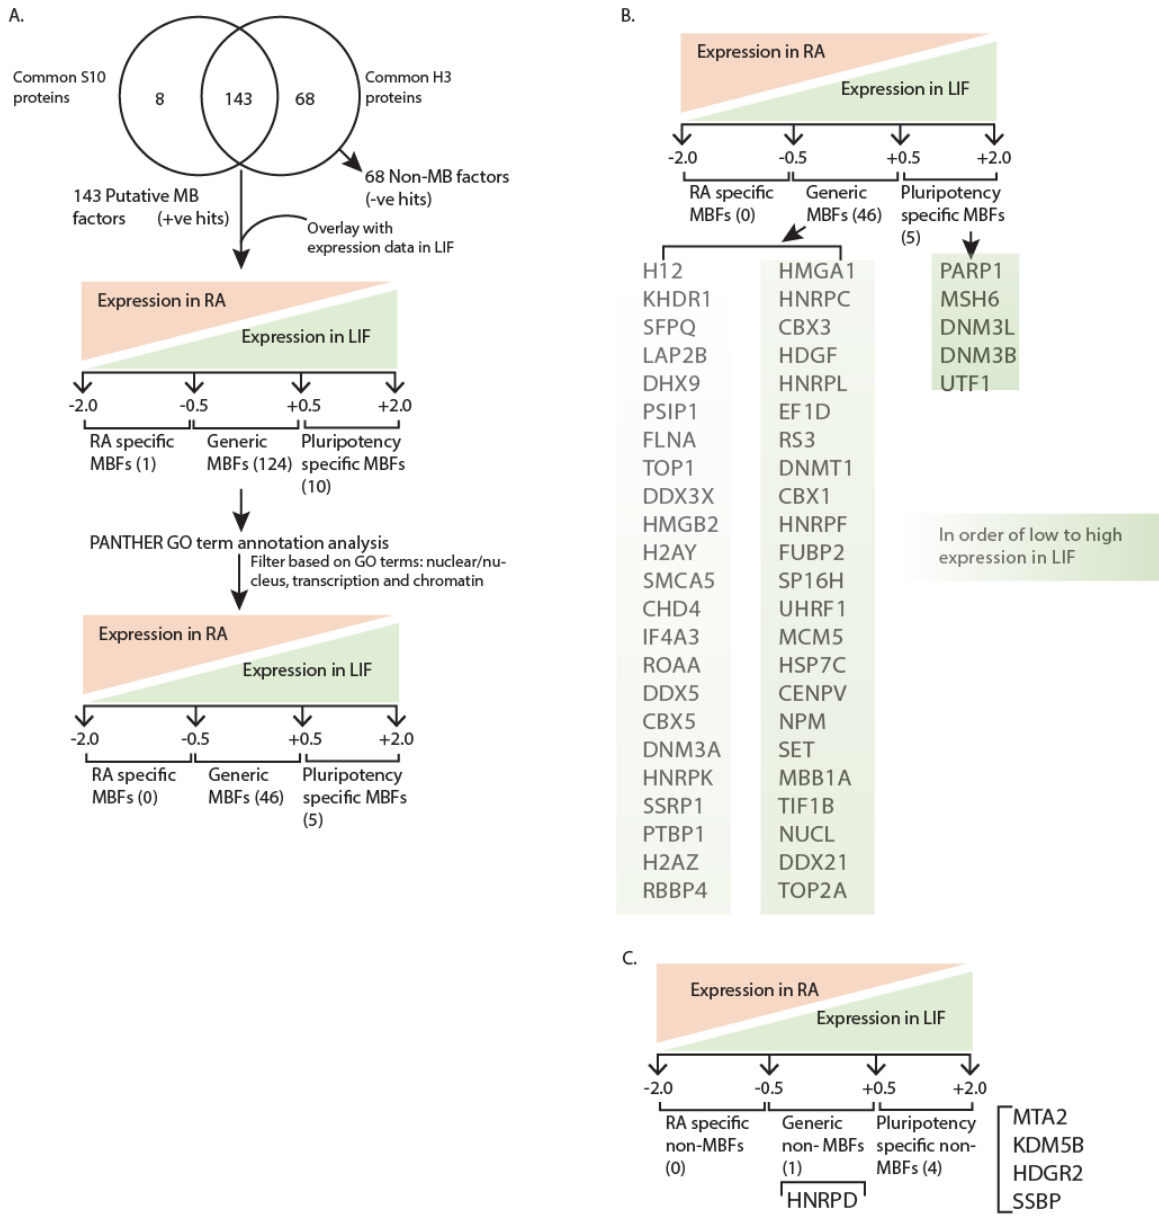 A.
Common S10
proteins
8
143
68
Common H3
proteins
143 Putative MB
factors (+ve hits)
68 Non-MB factors
(-ve hits)
Overlay with
expression data in LIF
Expression in RA
Expression in LIF
-2.0 -0.5 +0.5 +2.0
RA specific
MBFs (1)
Generic
MBFs (124)
Pluripotency
specific MBFs
(10)
PANTHER GO term annotation analysis
Filter based on GO terms: nuclear/nu-
cleus, transcription and chromatin
Expression in RA
Expression in LIF
-2.0 -0.5 +0.5 +2.0
RA specific
MBFs (0)
Generic
MBFs (46)
Pluripotency
specific MBFs
(5)
B.
Expression in RA
Expression in LIF
-2.0 -0.5 +0.5 +2.0
RA specific
MBFs (0)
Generic
MBFs (46)
Pluripotency
specific MBFs
(5)
H12
KHDR1
SFPQ
LAP2B
DHX9
PSIP1
FLNA
TOP1
DDX3X
HMGB2
H2AY
SMCA5
CHD4
IF4A3
ROAA
DDX5
CBX5
DNM3A
HNRPK
SSRP1
PTBP1
H2AZ
RBBP4
HMGA1
HNRPC
CBX3
HDGF
HNRPL
EF1D
RS3
DNMT1
CBX1
HNRPF
FUBP2
SP16H
UHRF1
MCM5
HSP7C
CENPV
NPM
SET
MBB1A
TIF1B
NUCL
DDX21
TOP2A
PARP1
MSH6
DNM3L
DNM3B
UTF1
In order of low to high
expression in LIF
C.
Expression in RA
Expression in LIF
-2.0 -0.5 +0.5 +2.0
RA specific
non-MBFs
(0)
Generic
non- MBFs
(1)
HNRPD
Pluripotency
specific non-
MBFs (4)
MTA2
KDM5B
HDGR2
SSBP